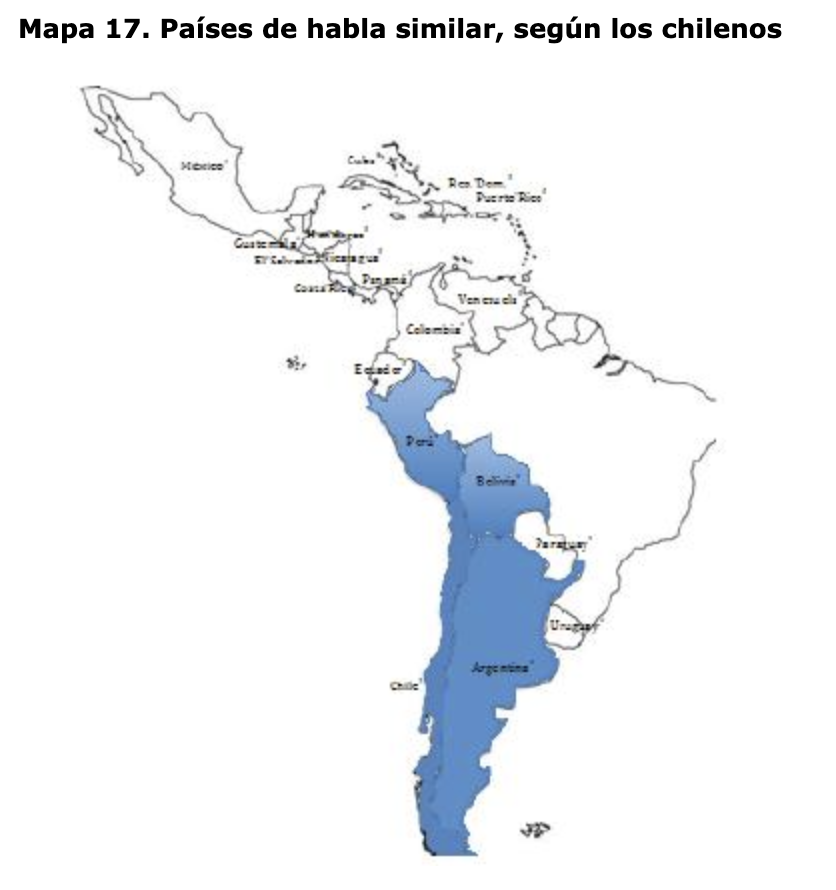 Mapa 17. Países de habla similar, según los chilenos
México
Cuba
Rep. Dom.
Puerto Rico
Honduras
Guatemala
El Salvador
Nicaragua
Costa Rica
Panamá
Venezuela
Colombia
Ecuador
Perú
Bolivia
Paraguay
Uruguay
Argentina
Chile